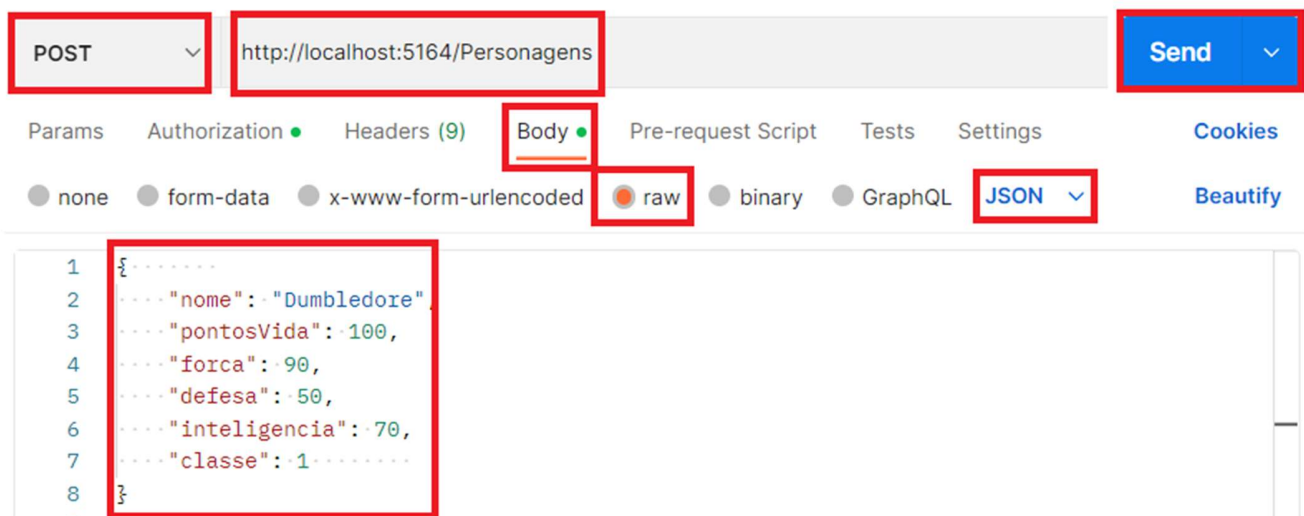 POST http://localhost:5164/Personagens Send
Params Authorization Headers (9) Body Pre-request Script Tests Settings Cookies
none form-data x-www-form-urlencoded raw binary GraphQL JSON Beautify
1 {
2 "nome": "Dumbledore",
3 "pontosVida": 100,
4 "forca": 90,
5 "defesa": 50,
6 "inteligencia": 70,
7 "classe": 1
8 }